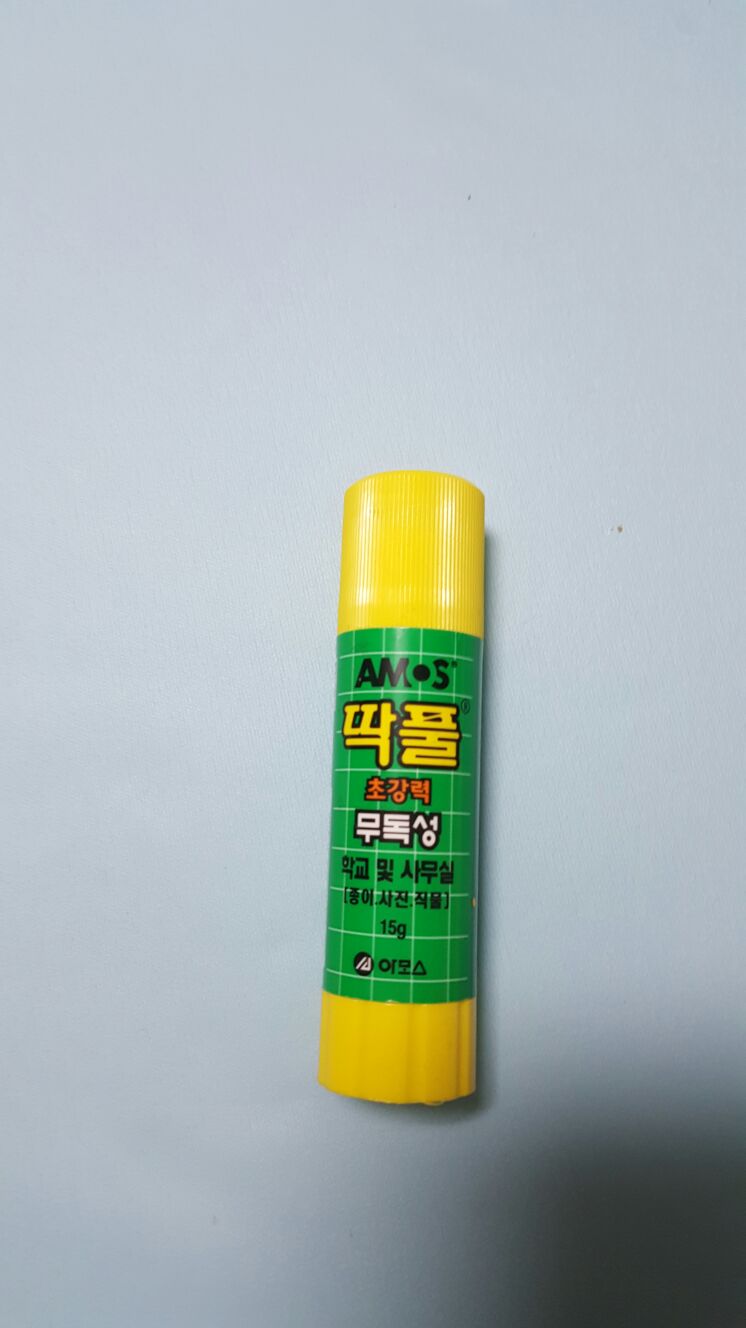 AMOS
딱풀®
초강력
무독성
학교 및 사무실
[종이.사진.직물]
15g
아모스